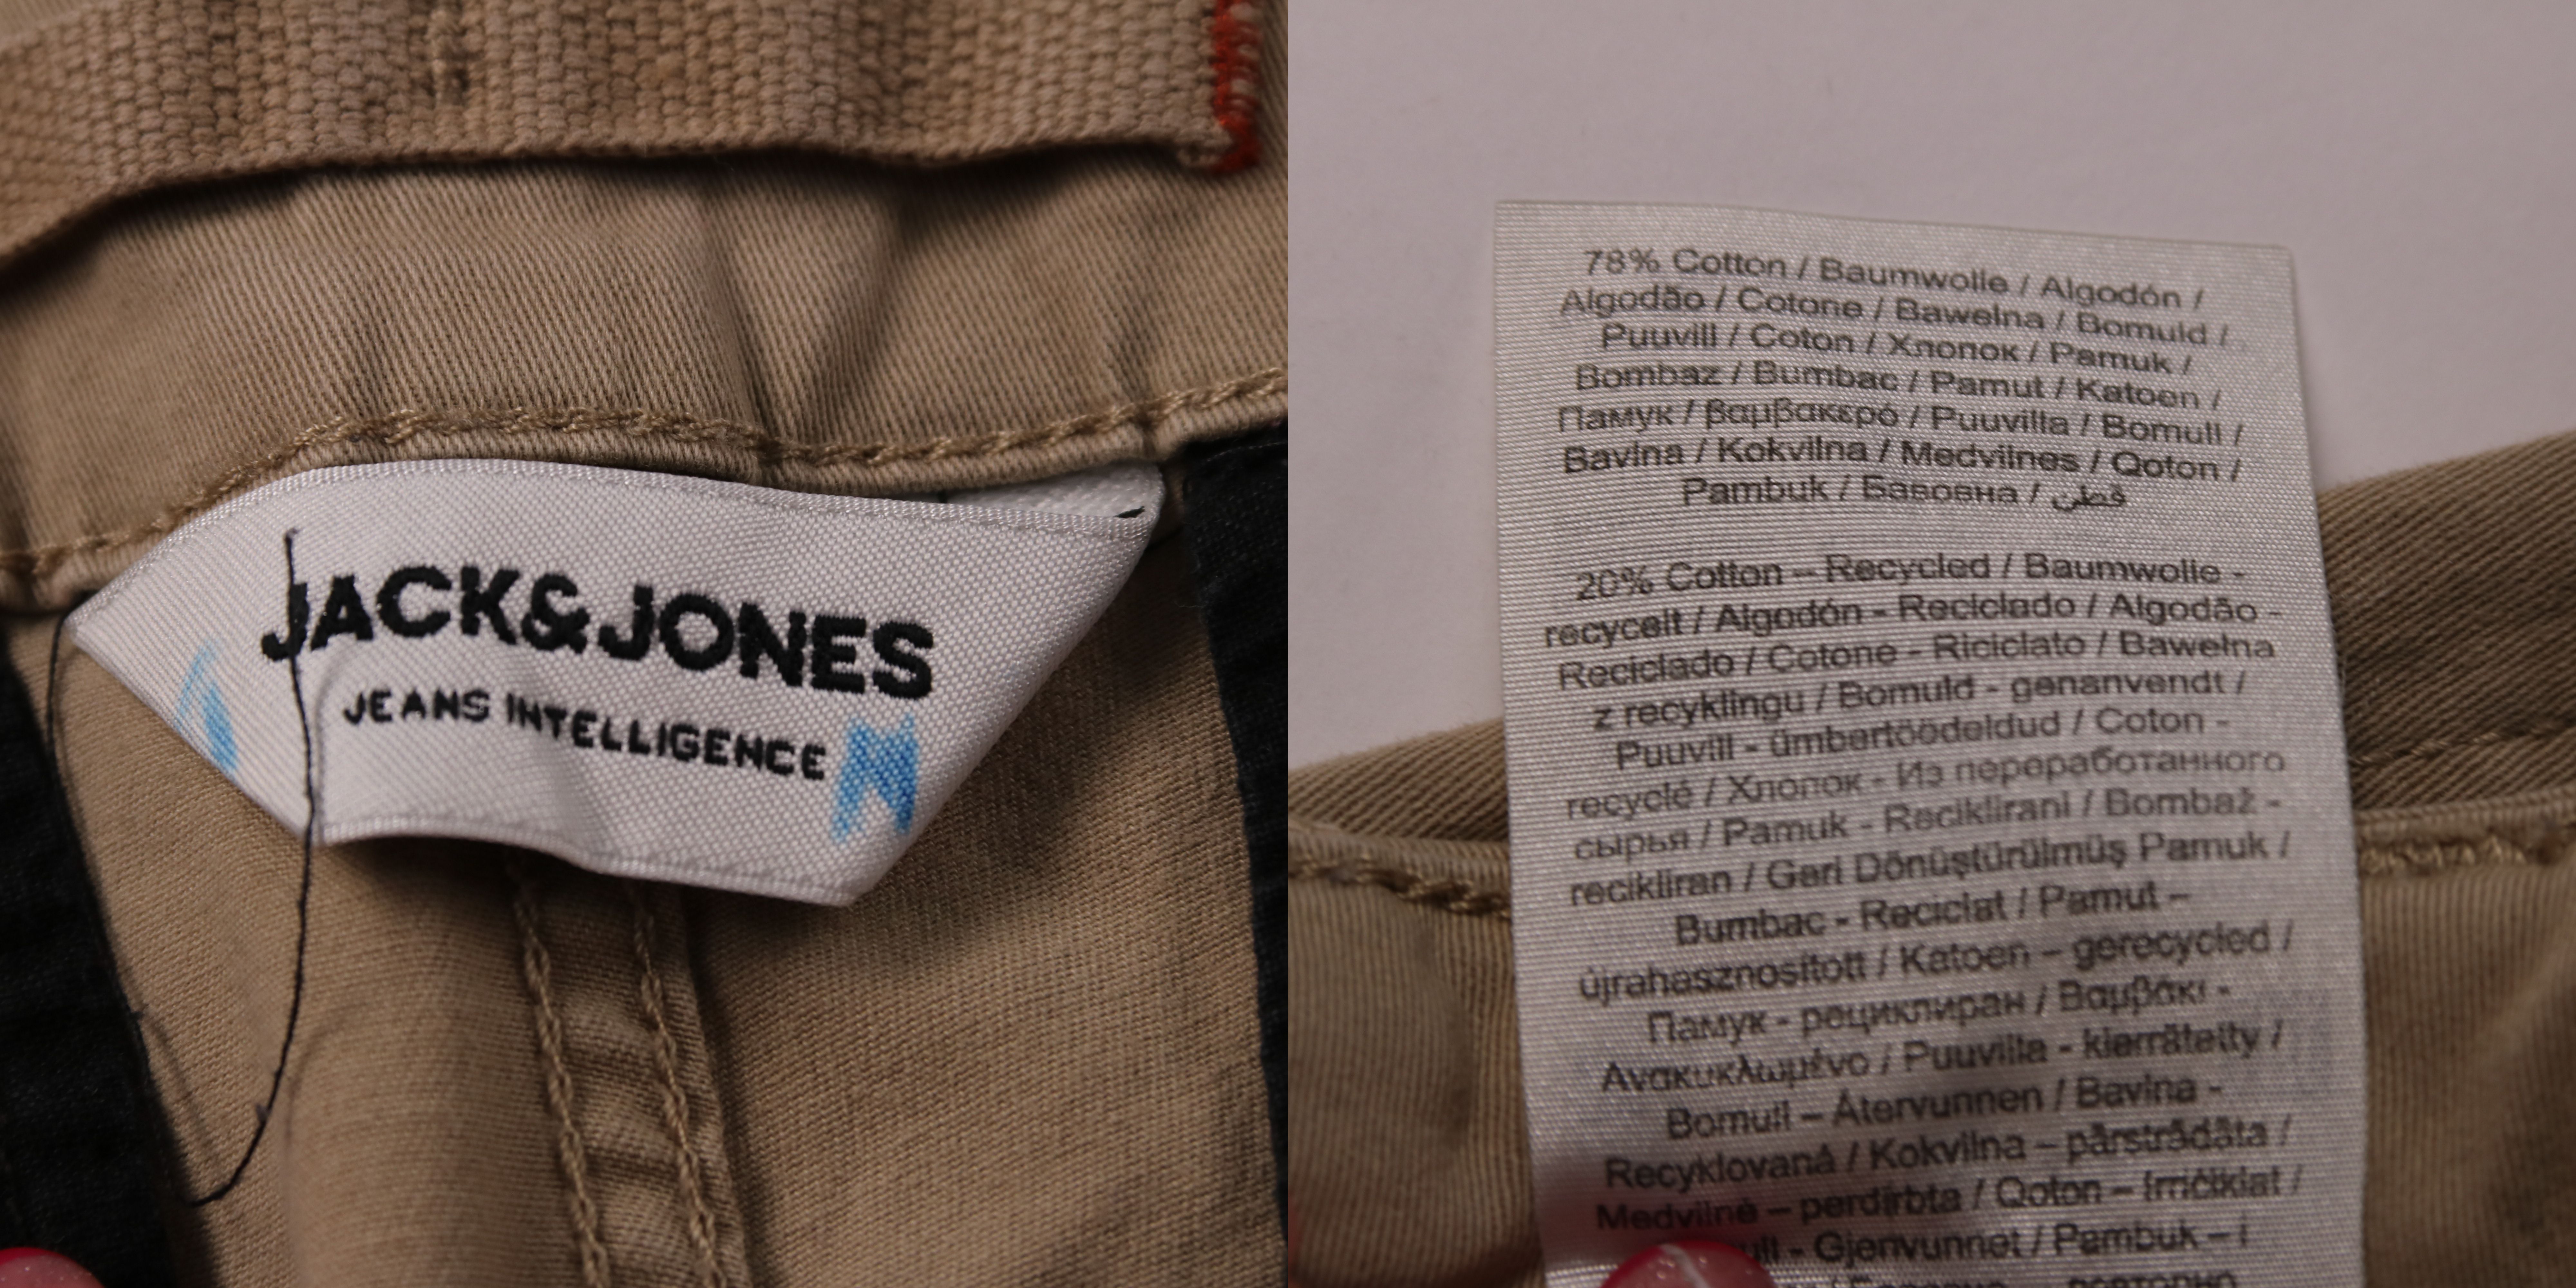 JACK&JONES
JEANS INTELLIGENCE
N
78% Cotton / Baumwolle / Algodón /
Algodão / Cotone / Bawełna / Bomuld /
Puuvill / Coton / Хлопок / Pamuk /
Bombaz / Bumbac / Pamut / Katoen /
Памук / βαμβακερό / Puuvilla / Bomull /
Bavlna / Kokvilna / Medvilnes / Qoton /
Pambuk / Бавовна / قطن
20% Cotton – Recycled / Baumwolle -
recycelt / Algodón - Reciclado / Algodão -
Reciclado / Cotone - Riciclato / Bawełna
z recyklingu / Bomuld - genanvendt /
Puuvill - ümbertöödeldud / Coton -
recyclé / Хлопок - Из переработанного
сырья / Pamuk - Reciklirani / Bombaž -
recikliran / Geri Dönüştürülmüş Pamuk /
Bumbac - Reciclat / Pamut –
újrahasznosított / Katoen – gerecycled /
Памук - рециклиран / Βαμβάκι -
Ανακυκλωμένο / Puuvilla - kierrätetty /
Bomull – Återvunnen / Bavlna -
Recyklovaná / Kokvilna – pārstrādāta /
Medvilnė – perdirbta / Qoton – irriċiklat /
- Gjenvunnet / Pambuk – í